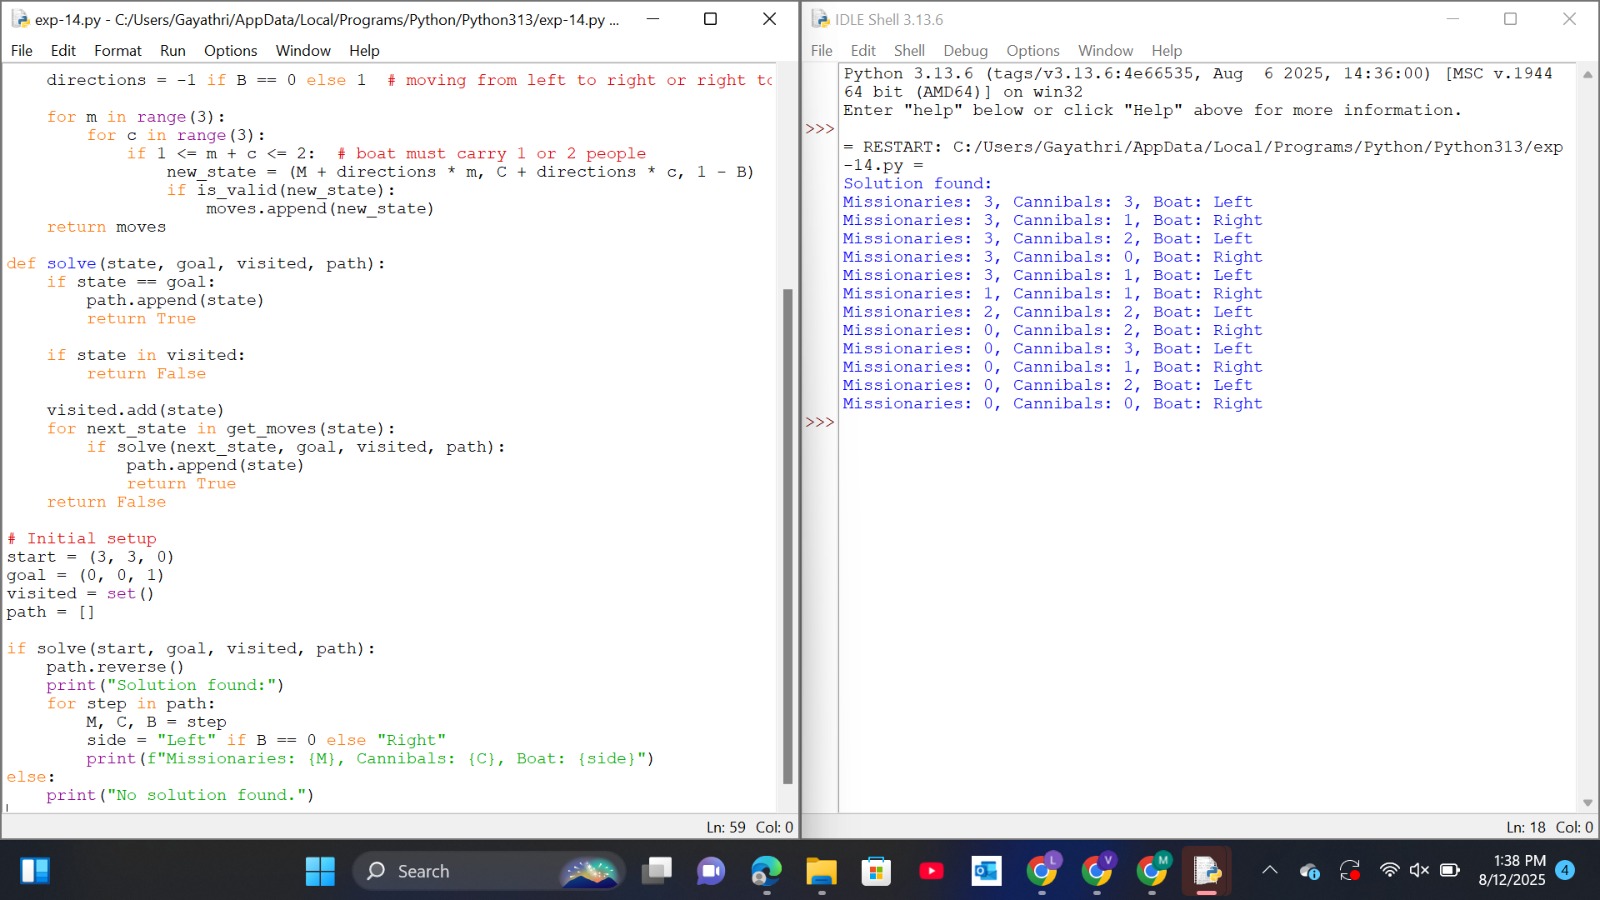 exp-14.py - C:/Users/Gayathri/AppData/Local/Programs/Python/Python313/exp-14.py ...
File Edit Format Run Options Window Help
    directions = -1 if B == 0 else 1  # moving from left to right or right to
    for m in range(3):
        for c in range(3):
            if 1 <= m + c <= 2:  # boat must carry 1 or 2 people
                new_state = (M + directions * m, C + directions * c, 1 - B)
                if is_valid(new_state):
                    moves.append(new_state)
    return moves
def solve(state, goal, visited, path):
    if state == goal:
        path.append(state)
        return True
    if state in visited:
        return False
    visited.add(state)
    for next_state in get_moves(state):
        if solve(next_state, goal, visited, path):
            path.append(state)
            return True
    return False
# Initial setup
start = (3, 3, 0)
goal = (0, 0, 1)
visited = set()
path = []
if solve(start, goal, visited, path):
    path.reverse()
    print("Solution found:")
    for step in path:
        M, C, B = step
        side = "Left" if B == 0 else "Right"
        print(f"Missionaries: {M}, Cannibals: {C}, Boat: {side}")
else:
    print("No solution found.")
Ln: 59 Col: 0
IDLE Shell 3.13.6
File Edit Shell Debug Options Window Help
Python 3.13.6 (tags/v3.13.6:4e66535, Aug  6 2025, 14:36:00) [MSC v.1944
64 bit (AMD64)] on win32
Enter "help" below or click "Help" above for more information.
>>>
= RESTART: C:/Users/Gayathri/AppData/Local/Programs/Python/Python313/exp
-14.py =
Solution found:
Missionaries: 3, Cannibals: 3, Boat: Left
Missionaries: 3, Cannibals: 1, Boat: Right
Missionaries: 3, Cannibals: 2, Boat: Left
Missionaries: 3, Cannibals: 0, Boat: Right
Missionaries: 3, Cannibals: 1, Boat: Left
Missionaries: 1, Cannibals: 1, Boat: Right
Missionaries: 2, Cannibals: 2, Boat: Left
Missionaries: 0, Cannibals: 2, Boat: Right
Missionaries: 0, Cannibals: 3, Boat: Left
Missionaries: 0, Cannibals: 1, Boat: Right
Missionaries: 0, Cannibals: 2, Boat: Left
Missionaries: 0, Cannibals: 0, Boat: Right
>>>
Ln: 18 Col: 0
Search
L
V
M
1:38 PM
8/12/2025
4